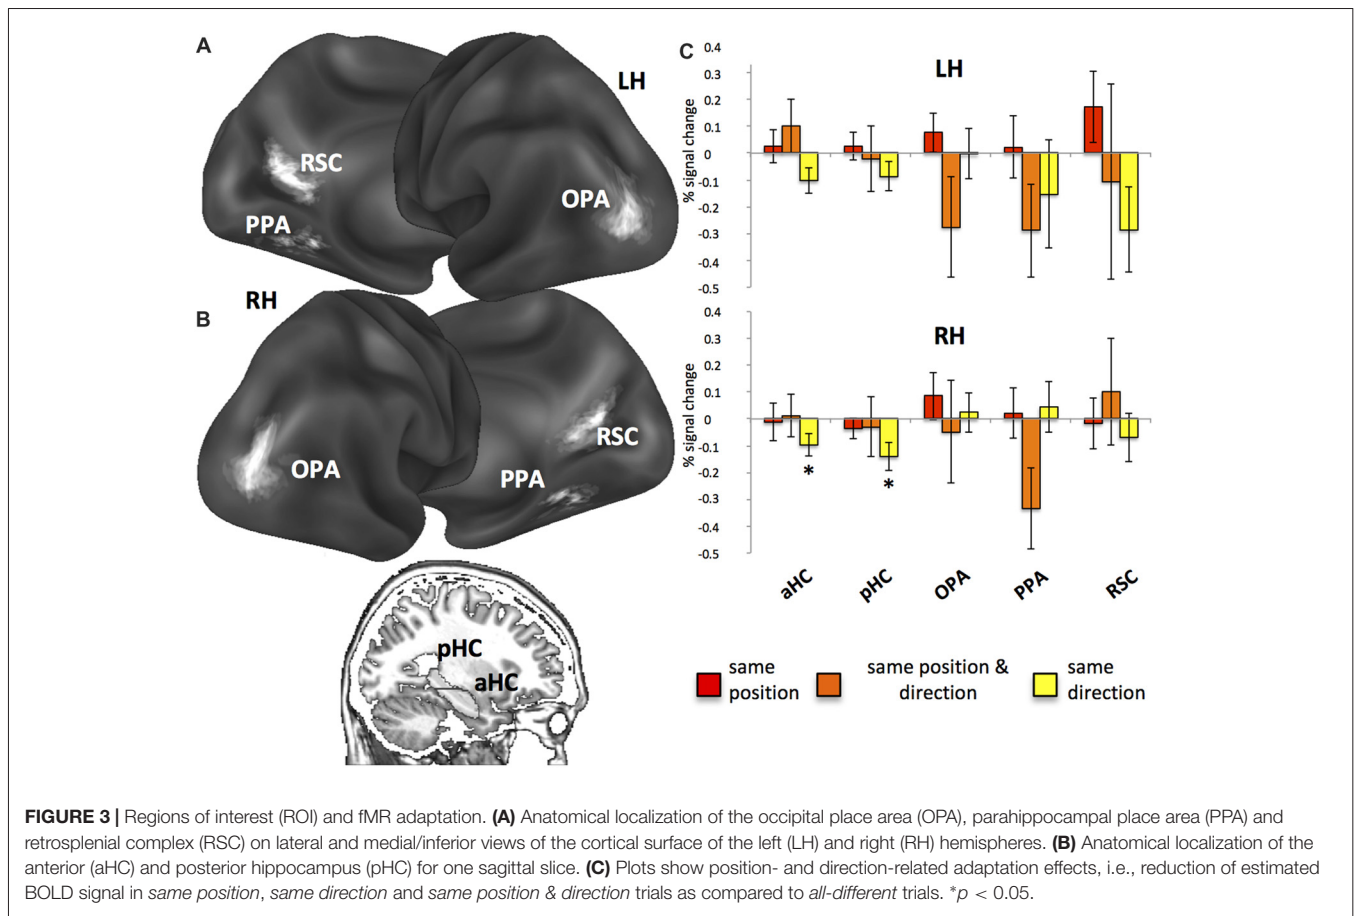 A
LH
RSC
OPA
PPA
RH
B
OPA
RSC
PPA
pHC
aHC
C
LH
% signal change
0.4
0.3
0.2
0.1
0
-0.1
-0.2
-0.3
-0.4
-0.5
RH
% signal change
0.4
0.3
0.2
0.1
0
-0.1
-0.2
-0.3
-0.4
-0.5
*
*
aHC
pHC
OPA
PPA
RSC
same
position
same position &
direction
same
direction
FIGURE 3 | Regions of interest (ROI) and fMR adaptation. (A) Anatomical localization of the occipital place area (OPA), parahippocampal place area (PPA) and
retrosplenial complex (RSC) on lateral and medial/inferior views of the cortical surface of the left (LH) and right (RH) hemispheres. (B) Anatomical localization of the
anterior (aHC) and posterior hippocampus (pHC) for one sagittal slice. (C) Plots show position- and direction-related adaptation effects, i.e., reduction of estimated
BOLD signal in same position, same direction and same position & direction trials as compared to all-different trials. *p < 0.05.